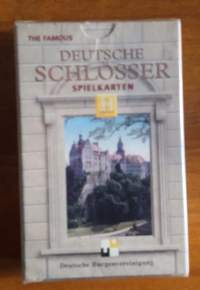 THE FAMOUS
DEUTSCHE
SCHLÖSSER
SPIELKARTEN
Deutsche Burgenvereinigung